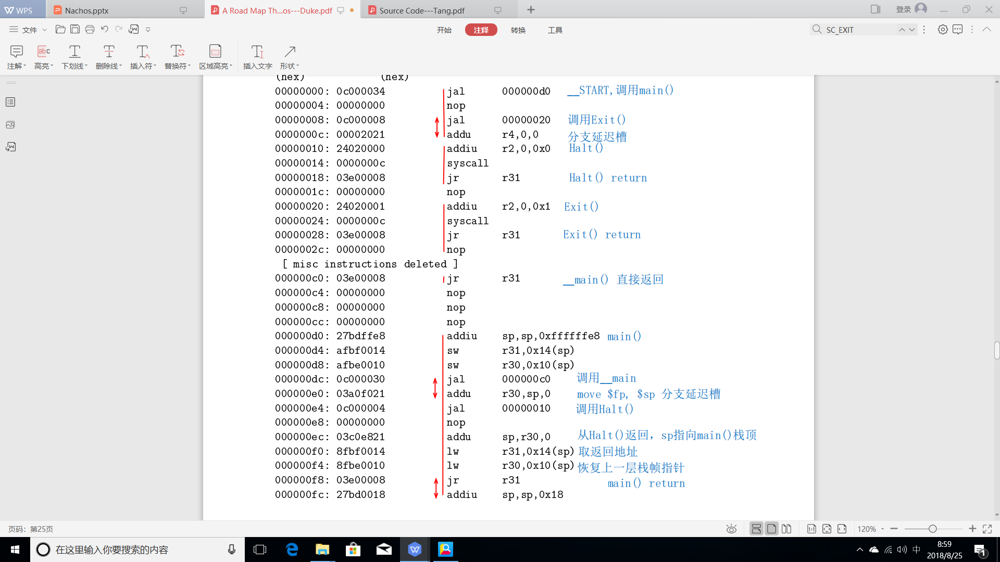 WPS
Nachos.pptx
A Road Map Th...os---Duke.pdf
Source Code---Tang.pdf
登录
文件
开始
注释
转换
工具
SC_EXIT
注解
abc
高亮
下划线
删除线
插入符
替换符
区域高亮
插入文字
形状
(hex) (hex)
00000000: 0c000034 jal 000000d0 __START,调用main()
00000004: 00000000 nop
00000008: 0c000008 jal 00000020 调用Exit()
0000000c: 00002021 addu r4,0,0 分支延迟槽
00000010: 24020000 addiu r2,0,0x0 Halt()
00000014: 0000000c syscall
00000018: 03e00008 jr r31 Halt() return
0000001c: 00000000 nop
00000020: 24020001 addiu r2,0,0x1 Exit()
00000024: 0000000c syscall
00000028: 03e00008 jr r31 Exit() return
0000002c: 00000000 nop
[ misc instructions deleted ]
000000c0: 03e00008 jr r31 __main() 直接返回
000000c4: 00000000 nop
000000c8: 00000000 nop
000000cc: 00000000 nop
000000d0: 27bdffe8 addiu sp,sp,0xffffffe8 main()
000000d4: afbf0014 sw r31,0x14(sp)
000000d8: afbe0010 sw r30,0x10(sp)
000000dc: 0c000030 jal 000000c0 调用__main
000000e0: 03a0f021 addu r30,sp,0 move $fp, $sp 分支延迟槽
000000e4: 0c000004 jal 00000010 调用Halt()
000000e8: 00000000 nop
000000ec: 03c0e821 addu sp,r30,0 从Halt()返回，sp指向main()栈顶
000000f0: 8fbf0014 lw r31,0x14(sp) 取返回地址
000000f4: 8fbe0010 lw r30,0x10(sp) 恢复上一层栈帧指针
000000f8: 03e00008 jr r31 main() return
000000fc: 27bd0018 addiu sp,sp,0x18
页码: 第25页
120%
在这里输入你要搜索的内容
中
8:59
2018/8/25
1